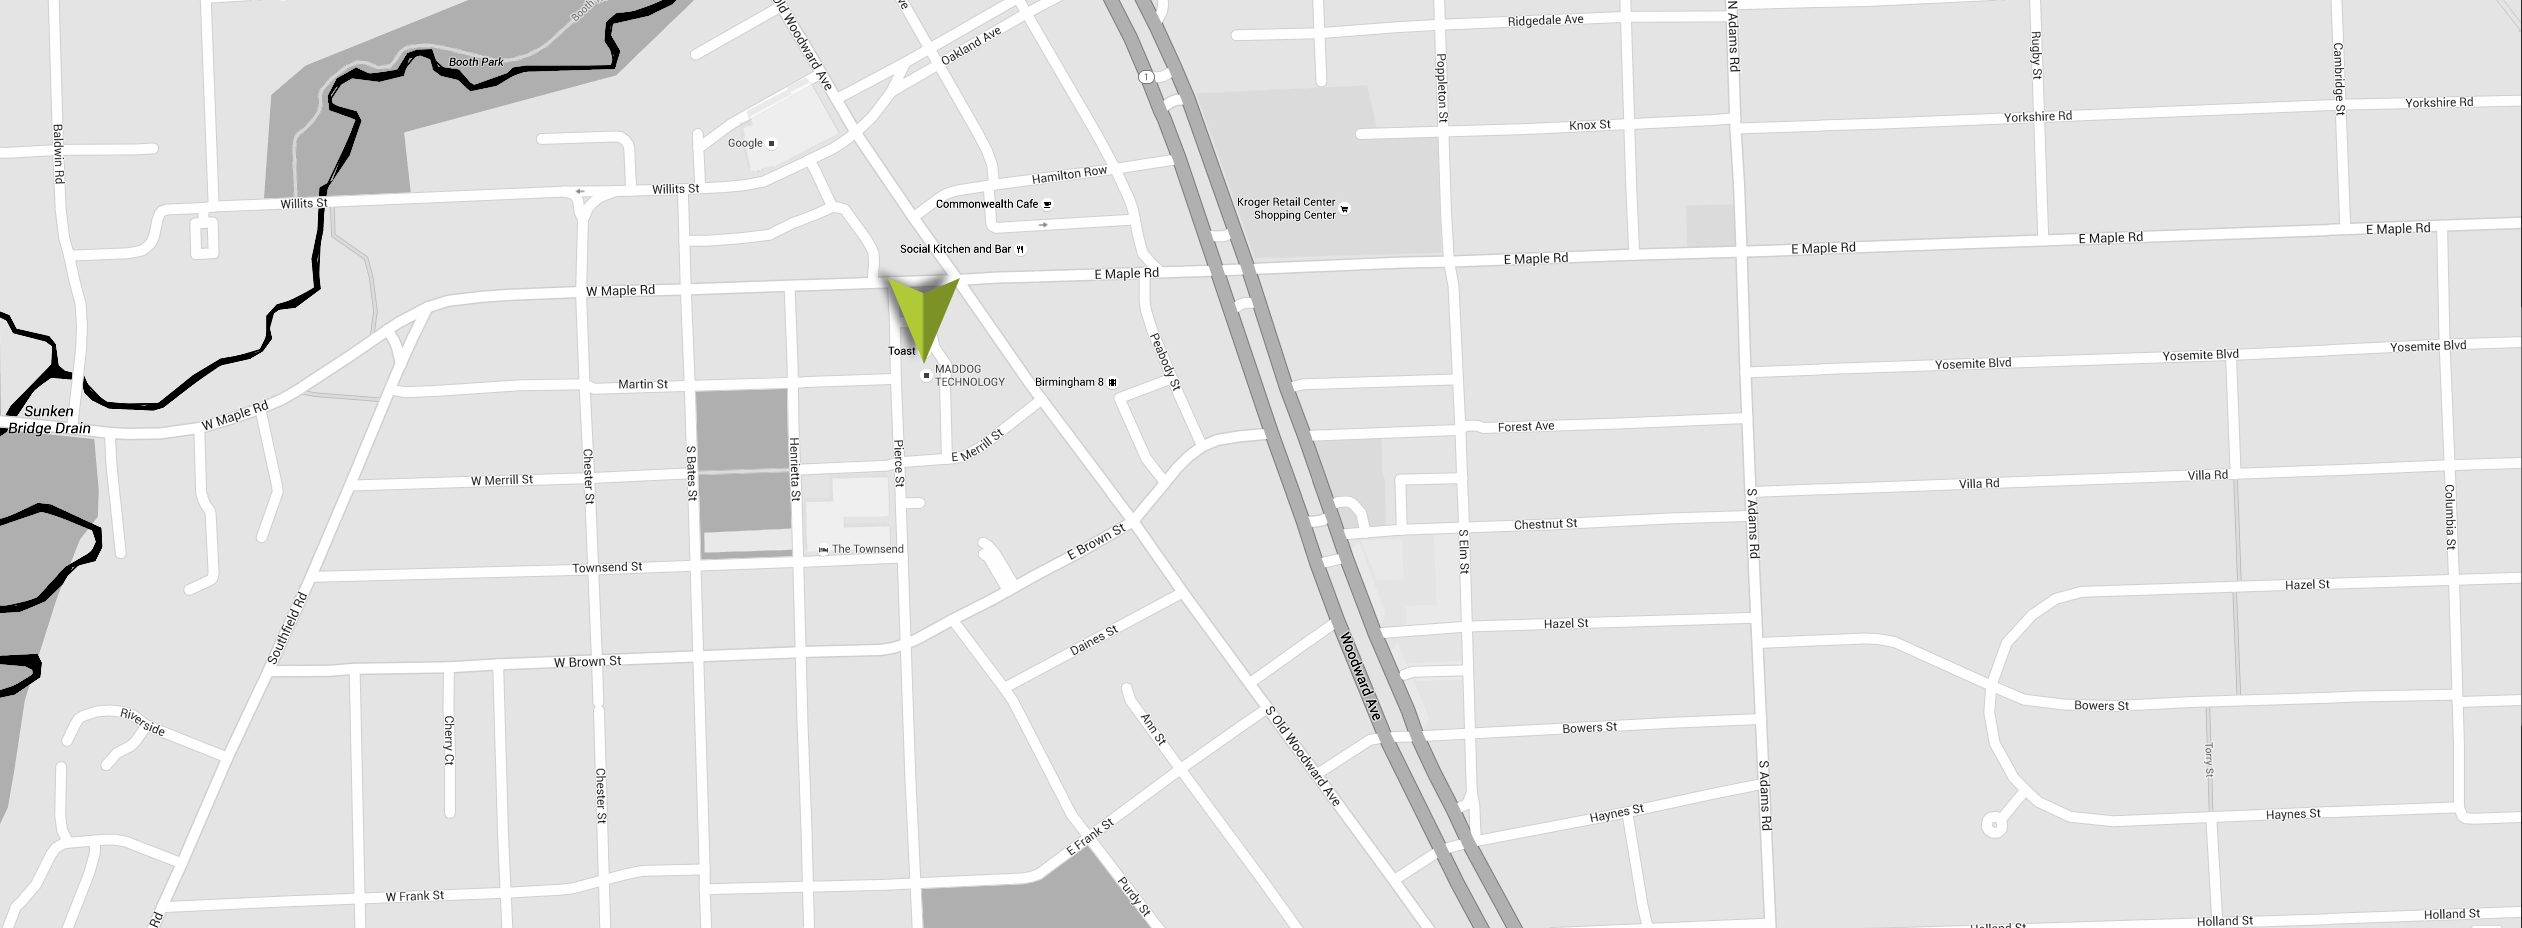 Booth
Old Woodward Ave
Oakland Ave
Booth Park
Ridgedale Ave
N Adams Rd
Rugby St
Cambridge St
Poppleton St
1
Yorkshire Rd
Yorkshire Rd
Knox St
Baldwin Rd
Google
Hamilton Row
Willits St
Willits St
Commonwealth Cafe
Kroger Retail Center
Shopping Center
Social Kitchen and Bar
E Maple Rd
E Maple Rd
E Maple Rd
E Maple Rd
E Maple Rd
W Maple Rd
Toast
MADDOG
TECHNOLOGY
Birmingham 8
Peabody St
Yosemite Blvd
Yosemite Blvd
Yosemite Blvd
Martin St
Sunken
Bridge Drain
W Maple Rd
Forest Ave
E Merrill St
W Merrill St
Chester St
S Bates St
Henrietta St
Pierce St
Villa Rd
Villa Rd
Columbia St
S Adams Rd
Chestnut St
S Elm St
The Townsend
E Brown St
Townsend St
Hazel St
Southfield Rd
Hazel St
Daines St
W Brown St
Woodward Ave
Riverside
Cherry Ct
Ann St
S Old Woodward Ave
Bowers St
Bowers St
Torry St
Chester St
S Adams Rd
Haynes St
Haynes St
E Frank St
W Frank St
Purdy St
Rd
Holland St
Holland St
Holland St